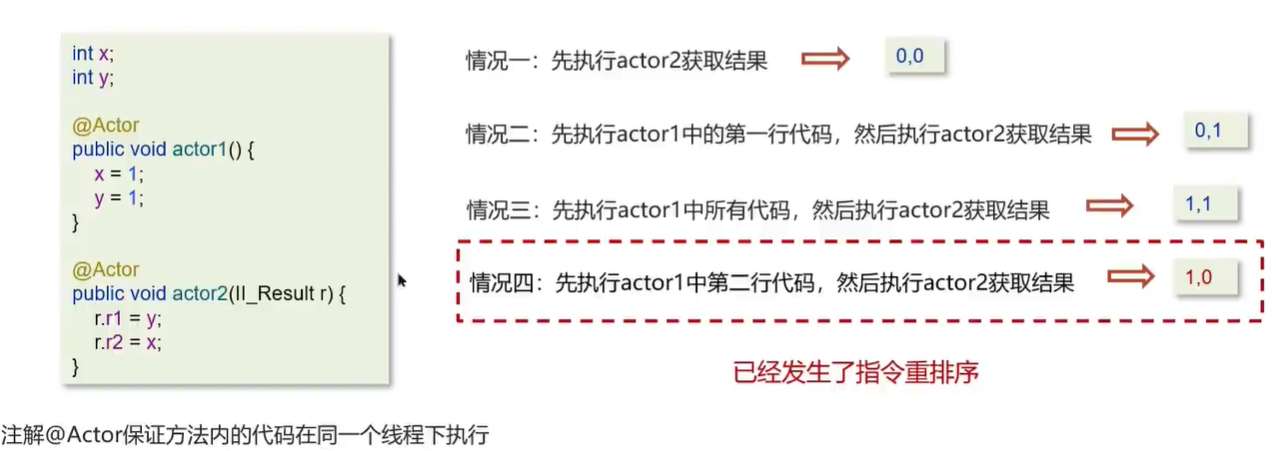 int x;
int y;
@Actor
public void actor1() {
x = 1;
y = 1;
}
@Actor
public void actor2(II_Result r) {
r.r1 = y;
r.r2 = x;
}
情况一：先执行actor2获取结果
0,0
情况二：先执行actor1中的第一行代码，然后执行actor2获取结果
0,1
情况三：先执行actor1中所有代码，然后执行actor2获取结果
1,1
情况四：先执行actor1中第二行代码，然后执行actor2获取结果
1,0
已经发生了指令重排序
注解@Actor保证方法内的代码在同一个线程下执行